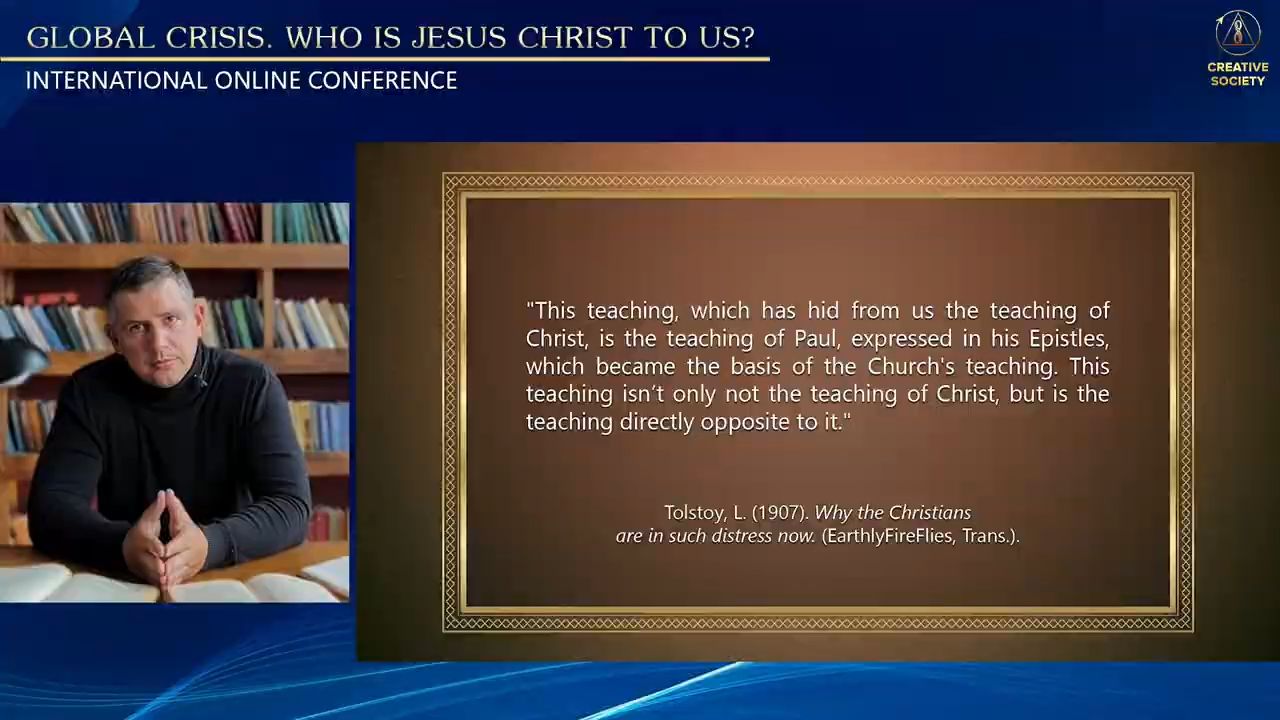 GLOBAL CRISIS. WHO IS JESUS CHRIST TO US?
INTERNATIONAL ONLINE CONFERENCE
CREATIVE
SOCIETY
"This teaching, which has hid from us the teaching of
Christ, is the teaching of Paul, expressed in his Epistles,
which became the basis of the Church's teaching. This
teaching isn’t only not the teaching of Christ, but is the
teaching directly opposite to it."
Tolstoy, L. (1907). Why the Christians
are in such distress now. (EarthlyFireFlies, Trans.).